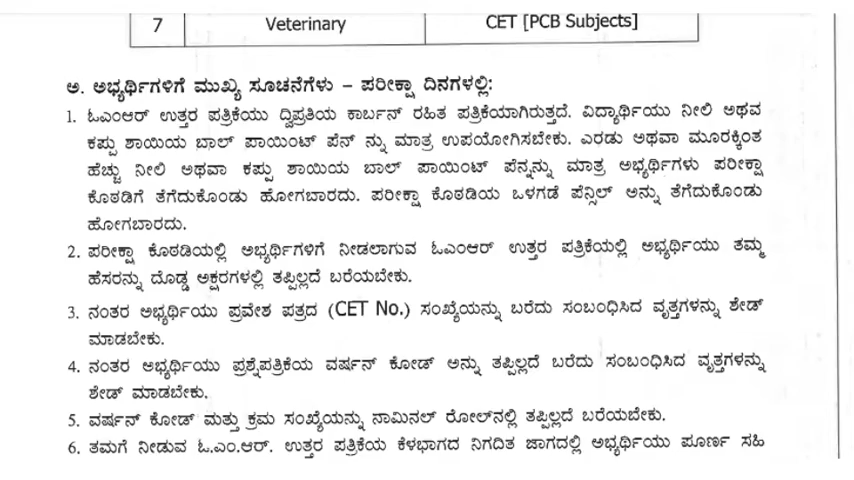 7 Veterinary CET [PCB Subjects]
ಅ. ಅಭ್ಯರ್ಥಿಗಳಿಗೆ ಮುಖ್ಯ ಸೂಚನೆಗಳು – ಪರೀಕ್ಷಾ ದಿನಗಳಲ್ಲಿ:
1. ಓಎಂಆರ್ ಉತ್ತರ ಪತ್ರಿಕೆಯು ದ್ವಿಪ್ರತಿಯ ಕಾರ್ಬನ್ ರಹಿತ ಪತ್ರಿಕೆಯಾಗಿರುತ್ತದೆ. ವಿದ್ಯಾರ್ಥಿಯು ನೀಲಿ ಅಥವ
ಕಪ್ಪು ಶಾಯಿಯ ಬಾಲ್ ಪಾಯಿಂಟ್ ಪೆನ್ ನ್ನು ಮಾತ್ರ ಉಪಯೋಗಿಸಬೇಕು. ಎರಡು ಅಥವಾ ಮೂರಕ್ಕಿಂತ
ಹೆಚ್ಚು ನೀಲಿ ಅಥವಾ ಕಪ್ಪು ಶಾಯಿಯ ಬಾಲ್ ಪಾಯಿಂಟ್ ಪೆನ್ನನ್ನು ಮಾತ್ರ ಅಭ್ಯರ್ಥಿಗಳು ಪರೀಕ್ಷಾ
ಕೊಠಡಿಗೆ ತೆಗೆದುಕೊಂಡು ಹೋಗಬಾರದು. ಪರೀಕ್ಷಾ ಕೊಠಡಿಯ ಒಳಗಡೆ ಪೆನ್ಸಿಲ್ ಅನ್ನು ತೆಗೆದುಕೊಂಡು
ಹೋಗಬಾರದು.
2. ಪರೀಕ್ಷಾ ಕೊಠಡಿಯಲ್ಲಿ ಅಭ್ಯರ್ಥಿಗಳಿಗೆ ನೀಡಲಾಗುವ ಓಎಂಆರ್ ಉತ್ತರ ಪತ್ರಿಕೆಯಲ್ಲಿ ಅಭ್ಯರ್ಥಿಯು ತಮ್ಮ
ಹೆಸರನ್ನು ದೊಡ್ಡ ಅಕ್ಷರಗಳಲ್ಲಿ ತಪ್ಪಿಲ್ಲದೆ ಬರೆಯಬೇಕು.
3. ನಂತರ ಅಭ್ಯರ್ಥಿಯು ಪ್ರವೇಶ ಪತ್ರದ (CET No.) ಸಂಖ್ಯೆಯನ್ನು ಬರೆದು ಸಂಬಂಧಿಸಿದ ವೃತ್ತಗಳನ್ನು ಶೇಡ್
ಮಾಡಬೇಕು.
4. ನಂತರ ಅಭ್ಯರ್ಥಿಯು ಪ್ರಶ್ನೆಪತ್ರಿಕೆಯ ವರ್ಷನ್ ಕೋಡ್ ಅನ್ನು ತಪ್ಪಿಲ್ಲದೆ ಬರೆದು ಸಂಬಂಧಿಸಿದ ವೃತ್ತಗಳನ್ನು
ಶೇಡ್ ಮಾಡಬೇಕು.
5. ವರ್ಷನ್ ಕೋಡ್ ಮತ್ತು ಕ್ರಮ ಸಂಖ್ಯೆಯನ್ನು ನಾಮಿನಲ್ ರೋಲ್‌ನಲ್ಲಿ ತಪ್ಪಿಲ್ಲದೆ ಬರೆಯಬೇಕು.
6. ತಮಗೆ ನೀಡುವ ಓ.ಎಂ.ಆರ್. ಉತ್ತರ ಪತ್ರಿಕೆಯ ಕೆಳಭಾಗದ ನಿಗದಿತ ಜಾಗದಲ್ಲಿ ಅಭ್ಯರ್ಥಿಯು ಪೂರ್ಣ ಸಹಿ